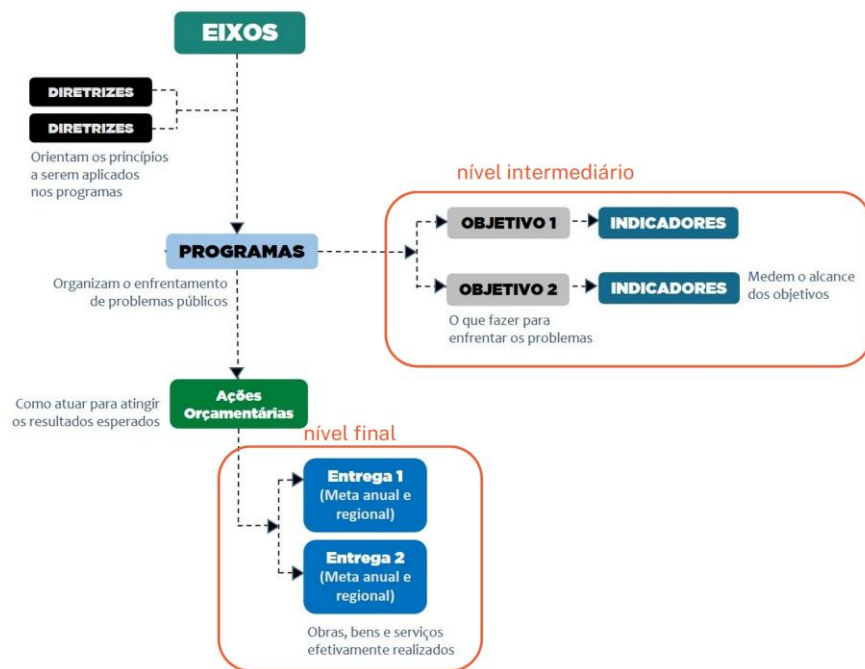 EIXOS
DIRETRIZES
DIRETRIZES
Orientam os princípios
a serem aplicados
nos programas
nível intermediário
OBJETIVO 1
INDICADORES
PROGRAMAS
Organizam o enfrentamento
de problemas públicos
OBJETIVO 2
INDICADORES
Medem o alcance
dos objetivos
O que fazer para
enfrentar os problemas
Ações
Orçamentárias
Como atuar para atingir
os resultados esperados
nível final
Entrega 1
(Meta anual e
regional)
Entrega 2
(Meta anual e
regional)
Obras, bens e serviços
efetivamente realizados